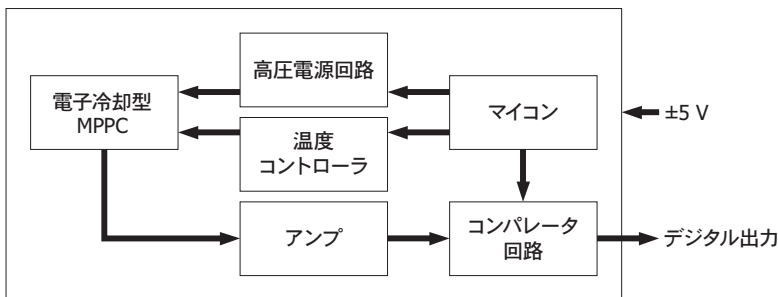 高圧電源回路
電子冷却型
MPPC
マイコン
±5 V
温度
コントローラ
アンプ
コンパレータ
回路
デジタル出力